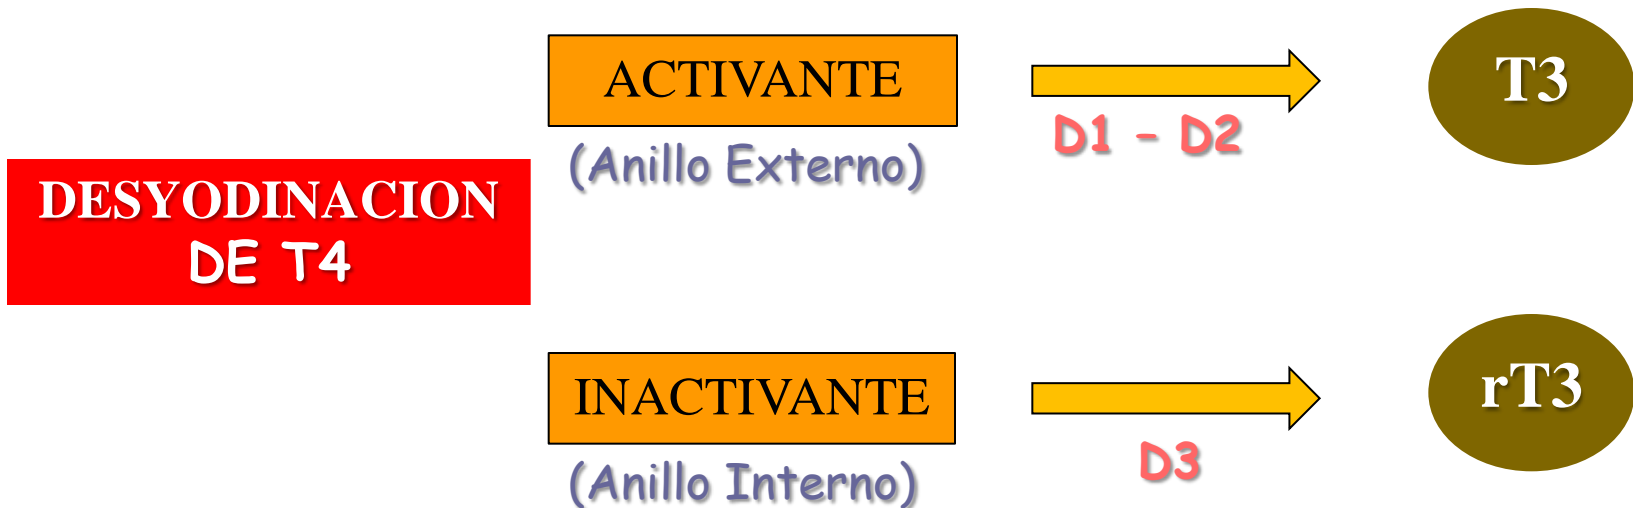 DESYODINACION
DE T4
ACTIVANTE
(Anillo Externo)
D1 – D2
T3
INACTIVANTE
(Anillo Interno)
D3
rT3